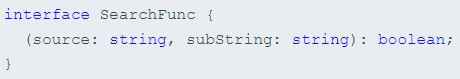 interface SearchFunc {
  (source: string, subString: string): boolean;
}